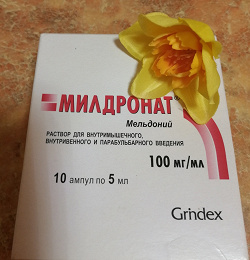 МИЛДРОНАТ®
Мельдоний
РАСТВОР ДЛЯ ВНУТРИМЫШЕЧНОГО,
ВНУТРИВЕННОГО И ПАРАБУЛЬБАРНОГО ВВЕДЕНИЯ
100 мг/мл
10 ампул по 5 мл
Grindex